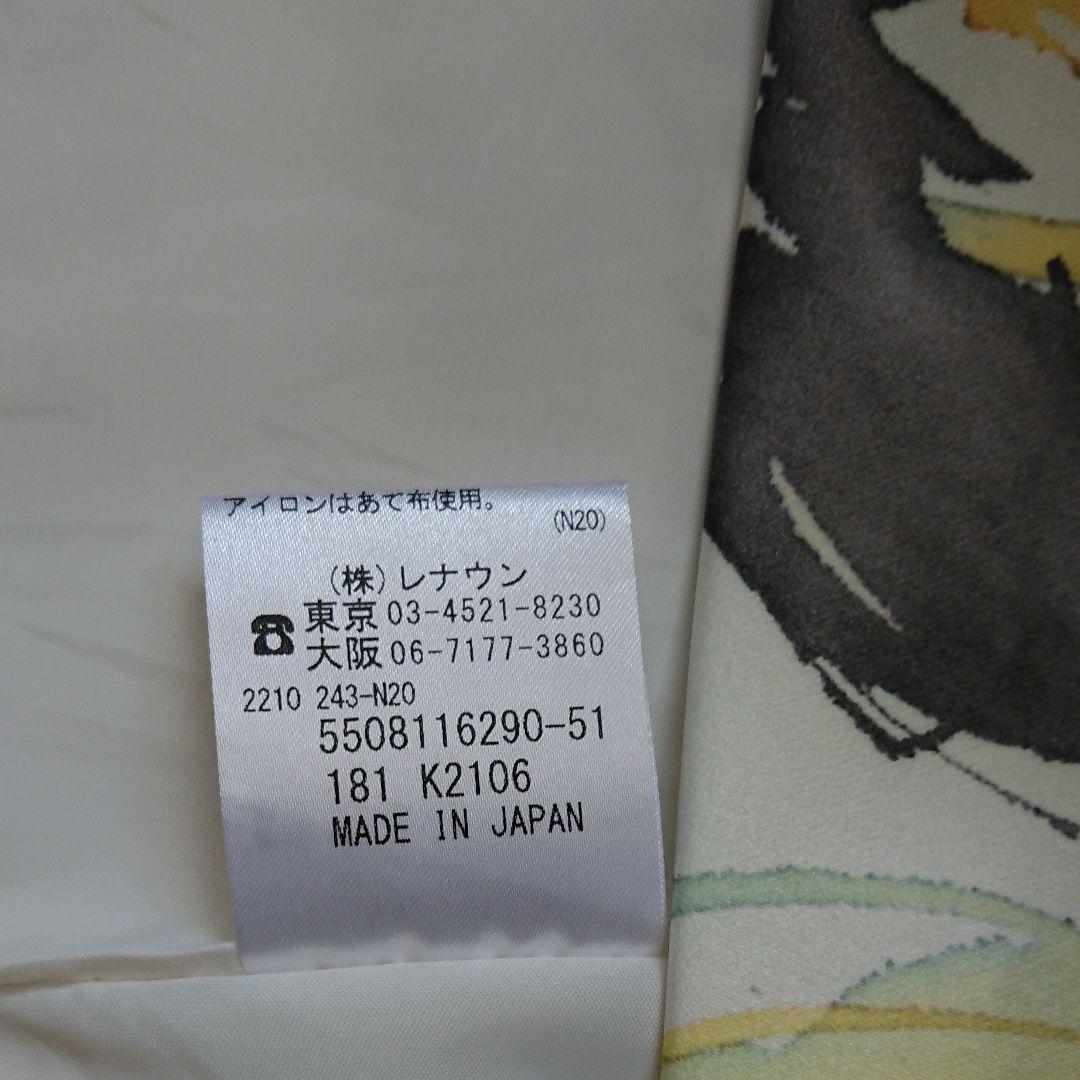 アイロンはあて布使用。
(N20)
(株)レナウン
東京 03-4521-8230
大阪 06-7177-3860
2210 243-N20
5508116290-51
181 K2106
MADE IN JAPAN